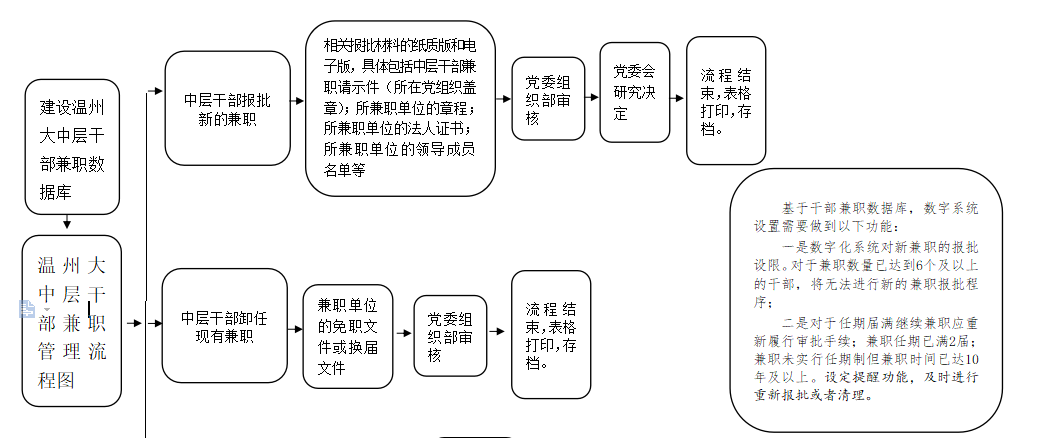 建设温州
大中层干
部兼职数
据库
温州大
中层干
部兼职
管理流
程图
中层干部报批
新的兼职
相关报批材料的纸质版和电
子版，具体包括中层干部兼
职请示件（所在党组织盖
章）；所兼职单位的章程；
所兼职单位的法人证书；
所兼职单位的领导成员
名单等
党委组
织部审
核
党委会
研究决
定
流程结
束，表格
打印，存
档。
中层干部卸任
现有兼职
兼职单位
的免职文
件或换届
文件
党委组
织部审
核
流程结
束，表格
打印，存
档。
基于干部兼职数据库，数字系统
设置需要做到以下功能：
一是数字化系统对新兼职的报批
设限。对于兼职数量已达到6个及以上
的干部，将无法进行新的兼职报批程
序；
二是对于任期届满继续兼职应重
新履行审批手续；兼职任期已满2届；
兼职未实行任期制但兼职时间已达10
年及以上。设定提醒功能，及时进行
重新报批或者清理。